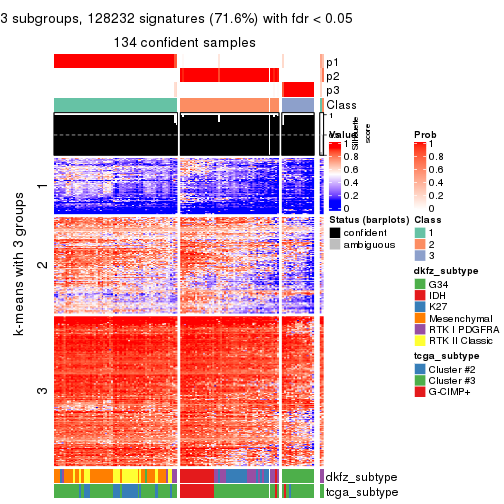 3 subgroups, 128232 signatures (71.6%) with fdr < 0.05
134 confident samples
p1
p2
p3
Class
1
Silhouette
score
k-means with 3 groups
1
2
3
Value
1
0.8
0.6
0.4
0.2
0
Prob
1
0.8
0.6
0.4
0.2
0
Status (barplots)
confident
ambiguous
Class
1
2
3
dkfz_subtype
G34
IDH
K27
Mesenchymal
RTK I PDGFRA
RTK II Classic
tcga_subtype
Cluster #2
Cluster #3
G-CIMP+
dkfz_subtype
tcga_subtype